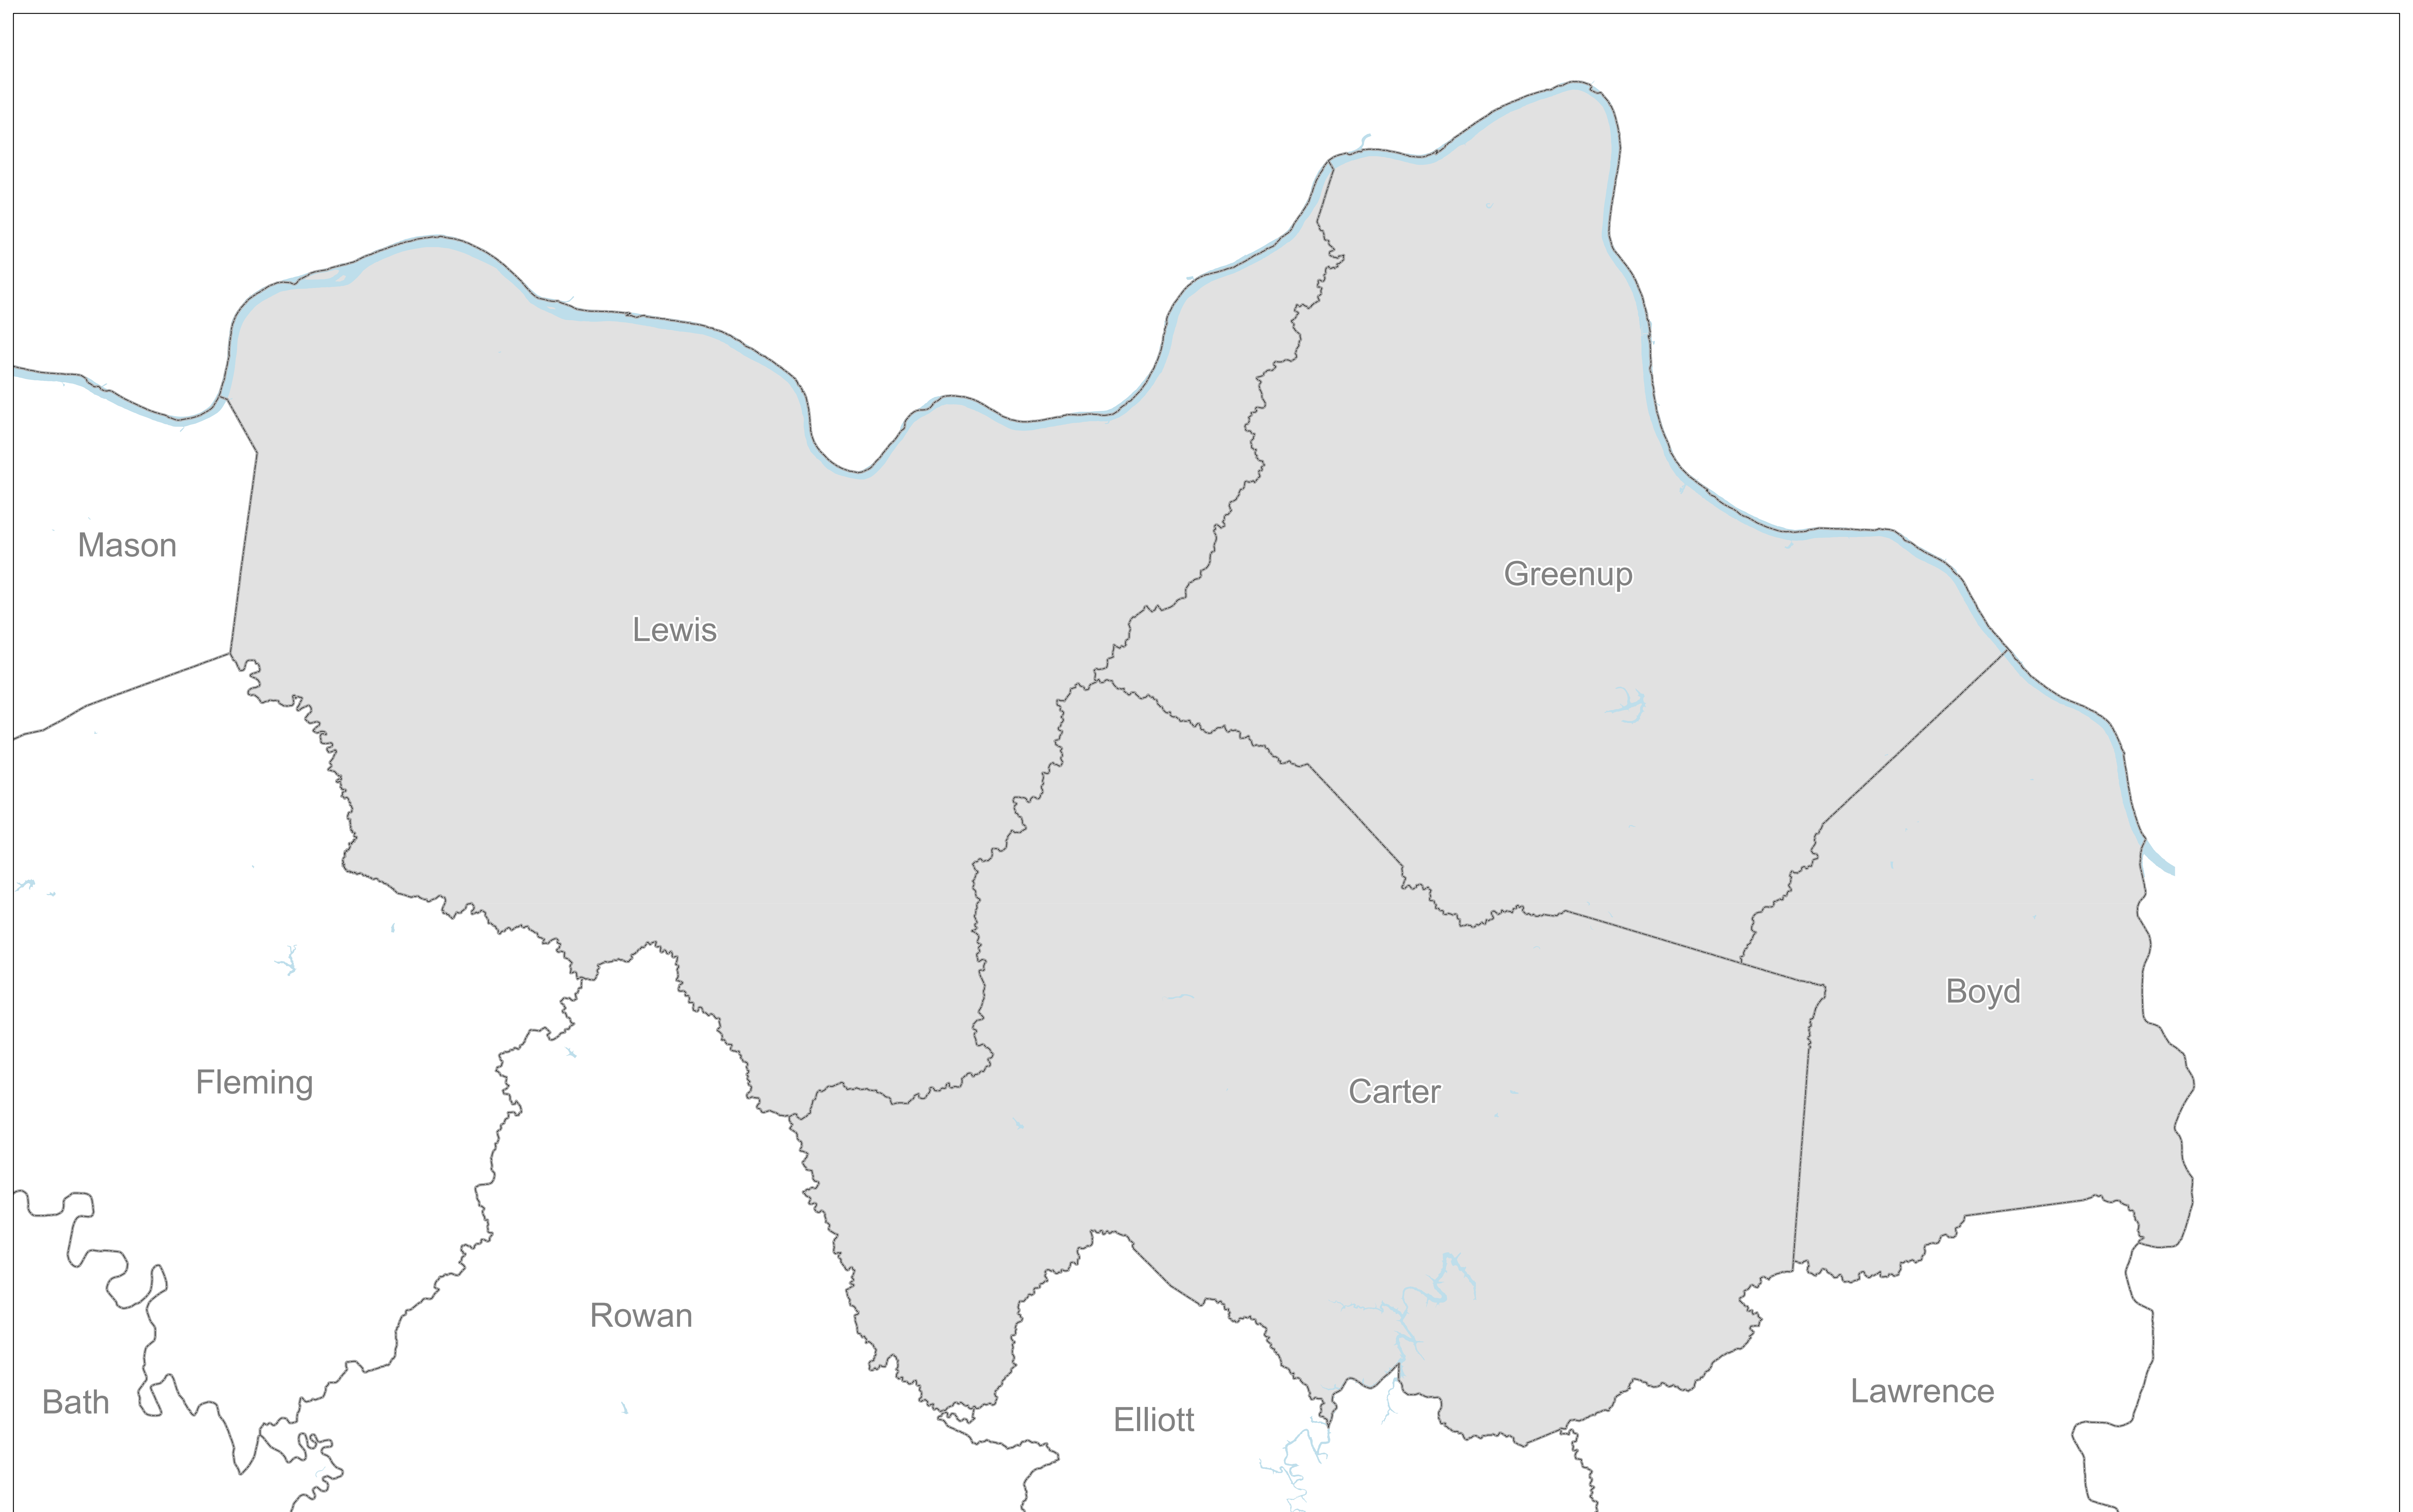 Mason
Greenup
Lewis
Boyd
Fleming
Carter
Rowan
Lawrence
Bath
Elliott